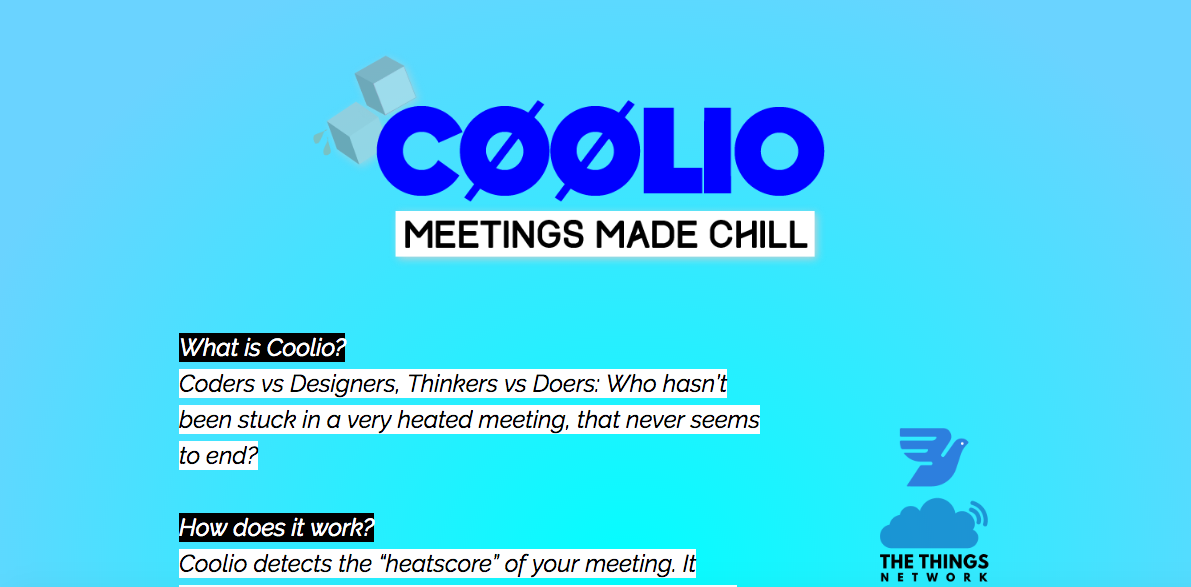 CØØLIO
MEETINGS MADE CHILL
What is Coolio?
Coders vs Designers, Thinkers vs Doers: Who hasn't
been stuck in a very heated meeting, that never seems
to end?
How does it work?
Coolio detects the “heatscore” of your meeting. It
THE THINGS
NETWORK